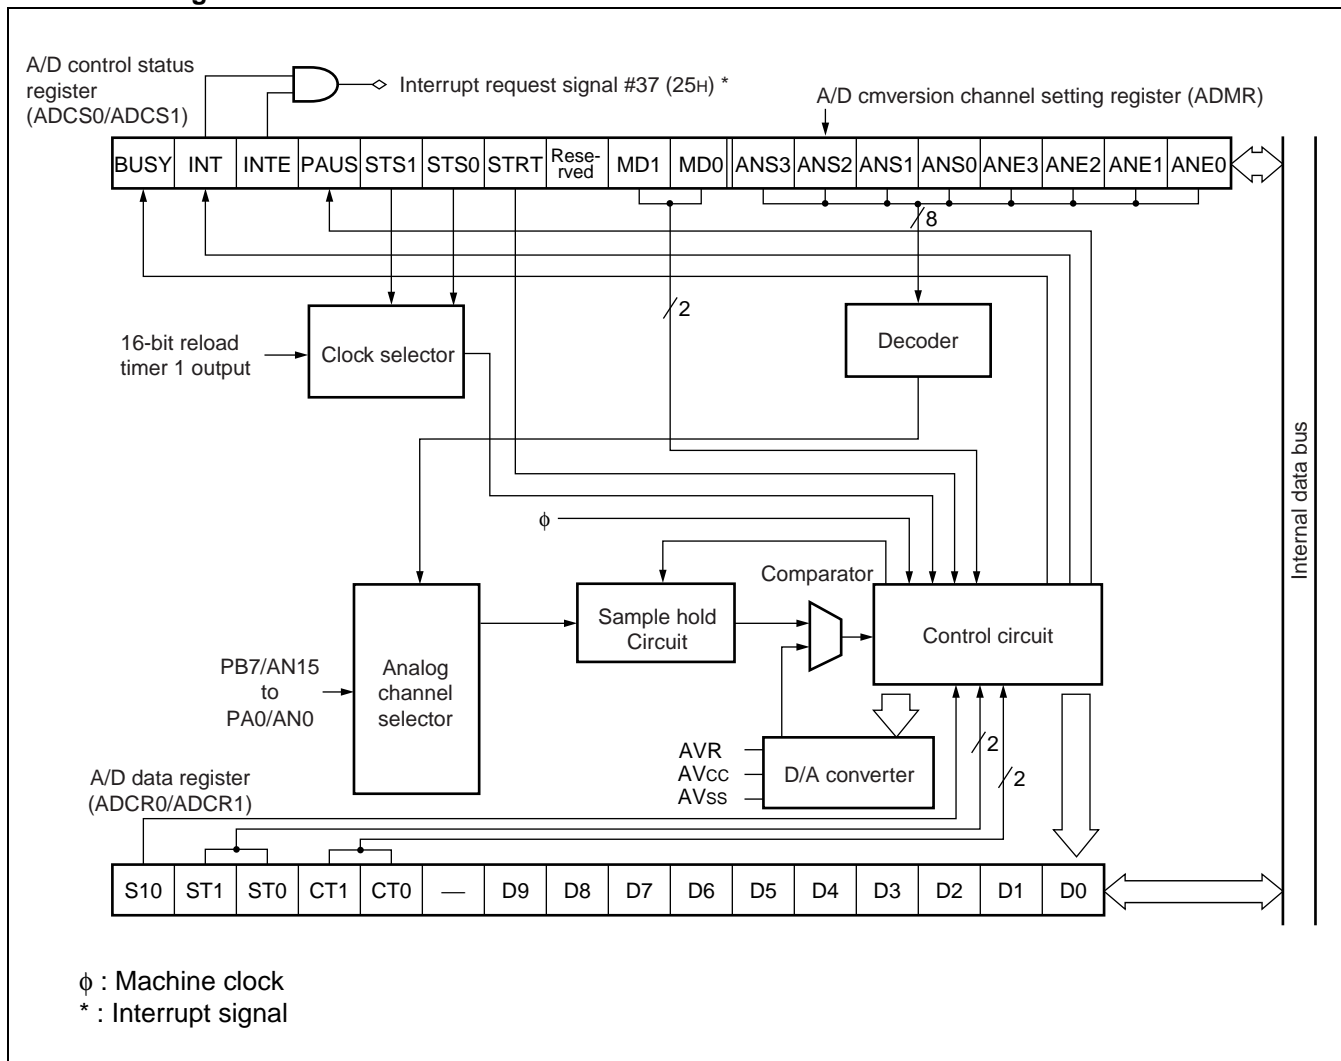 A/D control status
register
(ADCS0/ADCS1)
Interrupt request signal #37 (25H) *
A/D cmversion channel setting register (ADMR)
BUSY INT INTE PAUS STS1 STS0 STRT Rese-
rved MD1 MD0 ANS3 ANS2 ANS1 ANS0 ANE3 ANE2 ANE1 ANE0
8
2
16-bit reload
timer 1 output
Clock selector
Decoder
Internal data bus
ϕ
Comparator
Sample hold
Circuit
Control circuit
PB7/AN15
to
PA0/AN0
Analog
channel
selector
2
2
AVR
AVCC
AVSS
D/A converter
A/D data register
(ADCR0/ADCR1)
S10 ST1 ST0 CT1 CT0 — D9 D8 D7 D6 D5 D4 D3 D2 D1 D0
ϕ : Machine clock
* : Interrupt signal